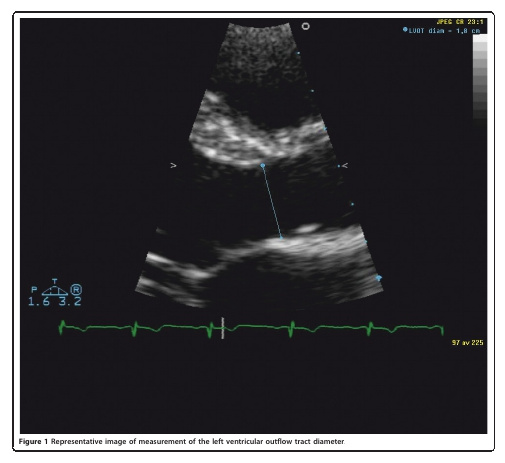 JPEG CR 23:1
LVOT diam = 1.8 cm
P T R
1.6 3.2
97 av 225
Figure 1 Representative image of measurement of the left ventricular outflow tract diameter.